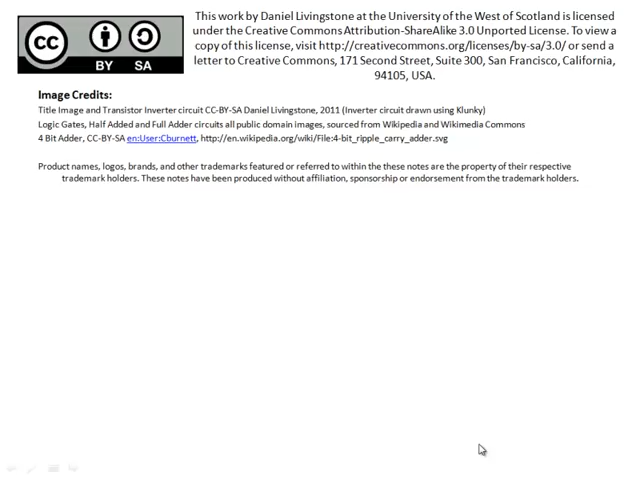 This work by Daniel Livingstone at the University of the West of Scotland is licensed
under the Creative Commons Attribution-ShareAlike 3.0 Unported License. To view a
copy of this license, visit http://creativecommons.org/licenses/by-sa/3.0/ or send a
letter to Creative Commons, 171 Second Street, Suite 300, San Francisco, California,
94105, USA.
cc
BY SA
Image Credits:
Title Image and Transistor Inverter circuit CC-BY-SA Daniel Livingstone, 2011 (Inverter circuit drawn using Klunky)
Logic Gates, Half Added and Full Adder circuits all public domain images, sourced from Wikipedia and Wikimedia Commons
4 Bit Adder, CC-BY-SA en:User:Cburnett, http://en.wikipedia.org/wiki/File:4-bit_ripple_carry_adder.svg
Product names, logos, brands, and other trademarks featured or referred to within the these notes are the property of their respective
trademark holders. These notes have been produced without affiliation, sponsorship or endorsement from the trademark holders.